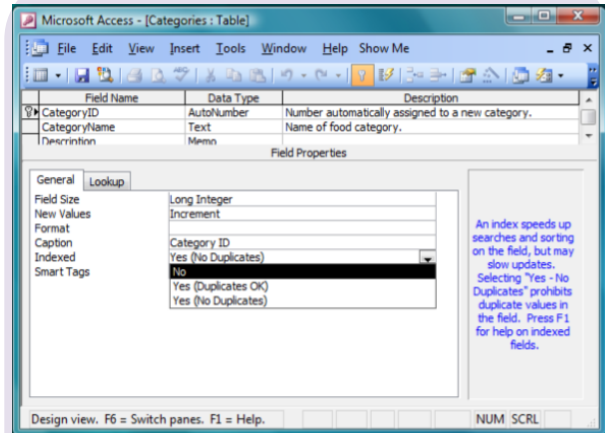 Microsoft Access - [Categories : Table]
File Edit View Insert Tools Window Help Show Me
Field Name Data Type Description
CategoryID AutoNumber Number automatically assigned to a new category.
CategoryName Text Name of food category.
Description Memo
Field Properties
General Lookup
Field Size Long Integer
New Values Increment
Format
Caption Category ID
Indexed Yes (No Duplicates)
Smart Tags No
Yes (Duplicates OK)
Yes (No Duplicates)
An index speeds up
searches and sorting
on the field, but may
slow updates.
Selecting "Yes - No
Duplicates" prohibits
duplicate values in
the field. Press F1
for help on indexed
fields.
Design view. F6 = Switch panes. F1 = Help. NUM SCRL